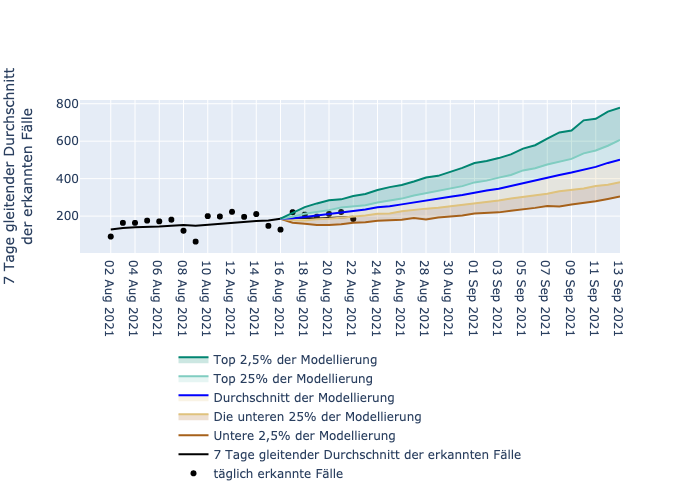 7 Tage gleitender Durchschnitt
der erkannten Fälle
800
600
400
200
02 Aug 2021
04 Aug 2021
06 Aug 2021
08 Aug 2021
10 Aug 2021
12 Aug 2021
14 Aug 2021
16 Aug 2021
18 Aug 2021
20 Aug 2021
22 Aug 2021
24 Aug 2021
26 Aug 2021
28 Aug 2021
30 Aug 2021
01 Sep 2021
03 Sep 2021
05 Sep 2021
07 Sep 2021
09 Sep 2021
11 Sep 2021
13 Sep 2021
Top 2,5% der Modellierung
Top 25% der Modellierung
Durchschnitt der Modellierung
Die unteren 25% der Modellierung
Untere 2,5% der Modellierung
7 Tage gleitender Durchschnitt der erkannten Fälle
täglich erkannte Fälle